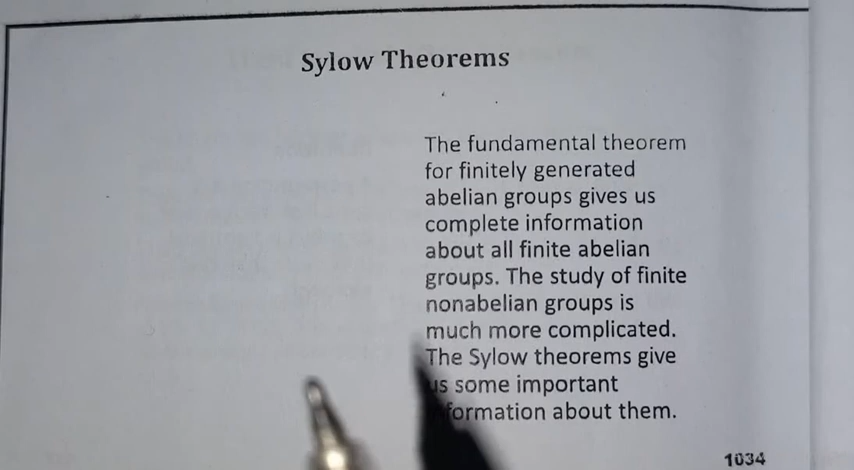 Sylow Theorems
The fundamental theorem
for finitely generated
abelian groups gives us
complete information
about all finite abelian
groups. The study of finite
nonabelian groups is
much more complicated.
The Sylow theorems give
us some important
information about them.
1034